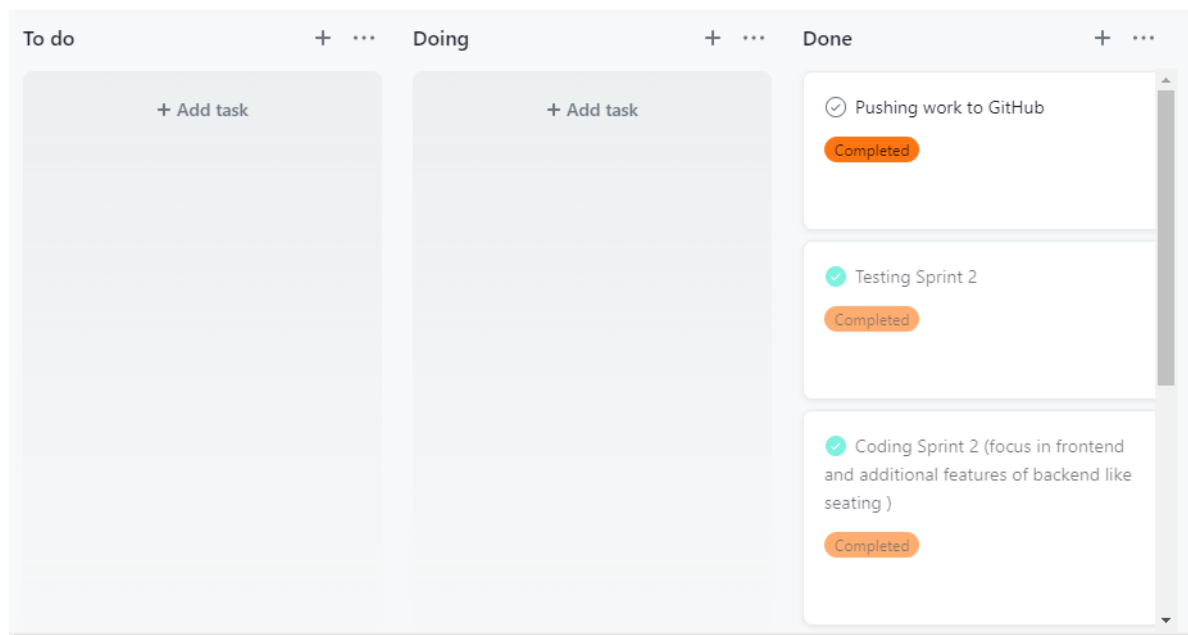 To do
Doing
Done
+ Add task
+ Add task
Pushing work to GitHub
Completed
Testing Sprint 2
Completed
Coding Sprint 2 (focus in frontend
and additional features of backend like
seating )
Completed